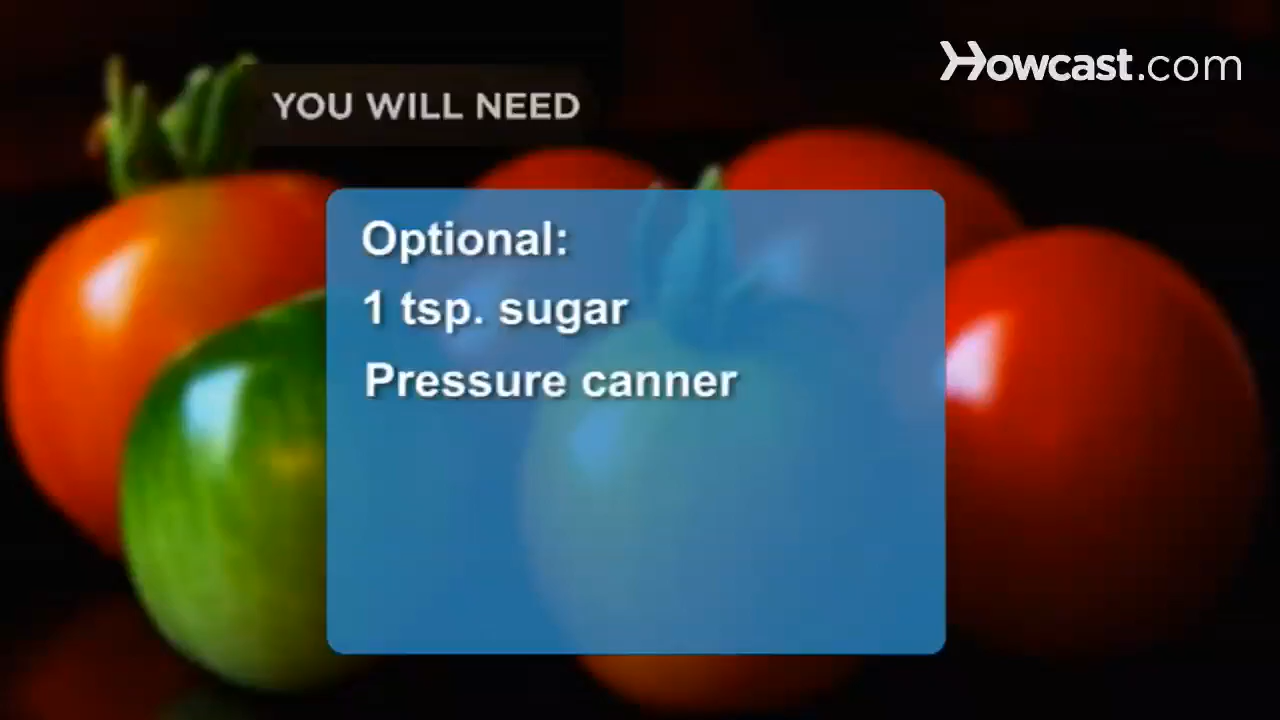 Howcast.com
YOU WILL NEED
Optional:
1 tsp. sugar
Pressure canner